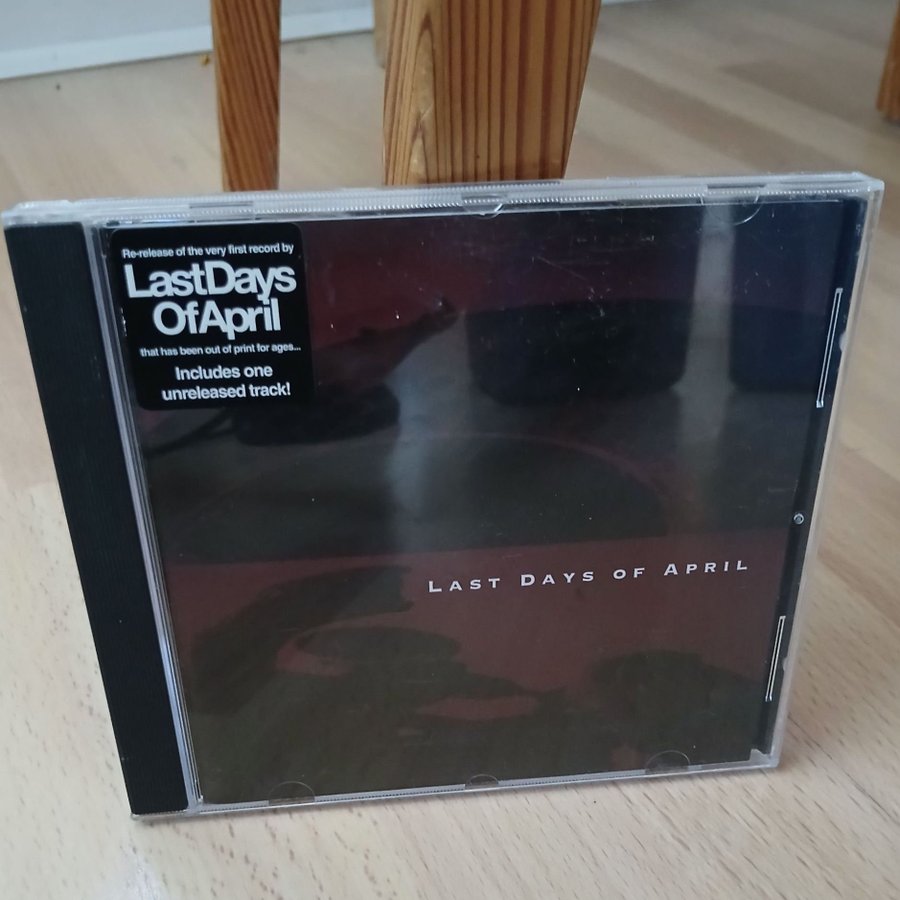 Re-release of the very first record by
LastDays
OfApril
that has been out of print for ages...
Includes one
unreleased track!
LAST DAYS OF APRIL